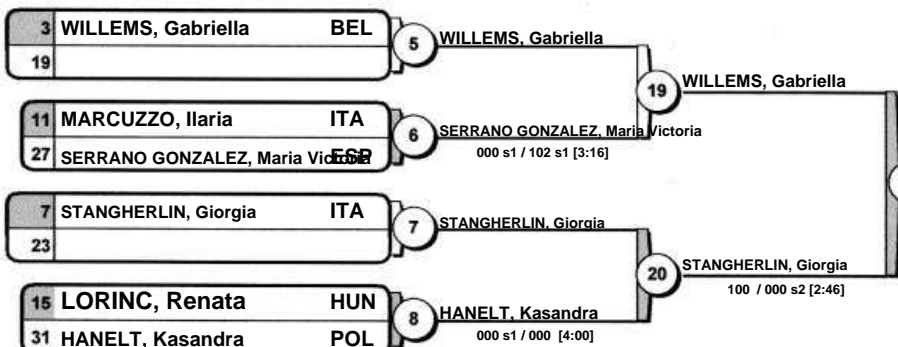 3 WILLEMS, Gabriella BEL
19
5 WILLEMS, Gabriella
11 MARCUZZO, Ilaria ITA
27 SERRANO GONZALEZ, Maria Victoria ESP
6 SERRANO GONZALEZ, Maria Victoria
000 s1 / 102 s1 [3:16]
19 WILLEMS, Gabriella
7 STANGHERLIN, Giorgia ITA
23
7 STANGHERLIN, Giorgia
15 LORINC, Renata HUN
31 HANELT, Kasandra POL
8 HANELT, Kasandra
000 s1 / 000 [4:00]
20 STANGHERLIN, Giorgia
100 / 000 s2 [2:46]